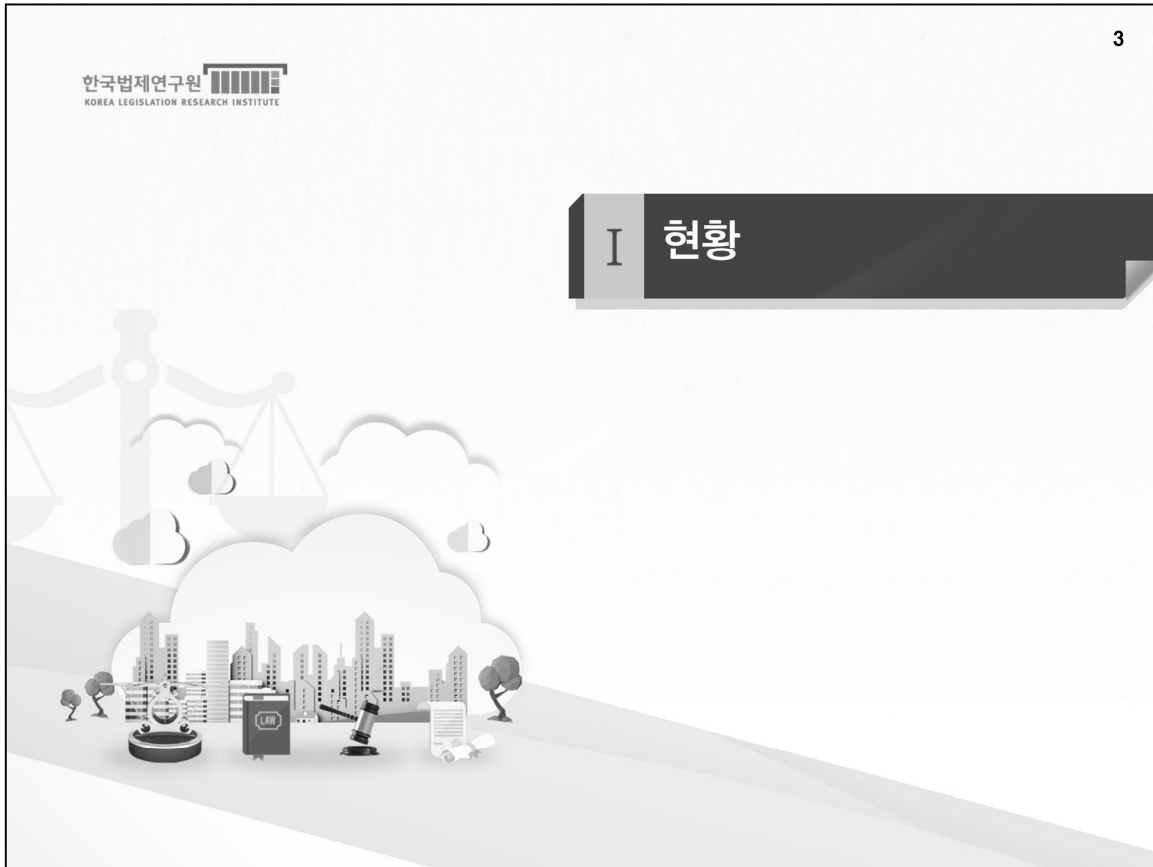 3
한국법제연구원
KOREA LEGISLATION RESEARCH INSTITUTE
I 현황
LAW